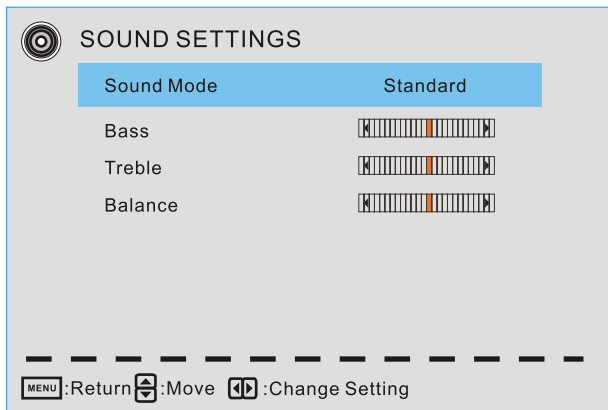 SOUND SETTINGS
Sound Mode Standard
Bass
Treble
Balance
MENU :Return :Move :Change Setting